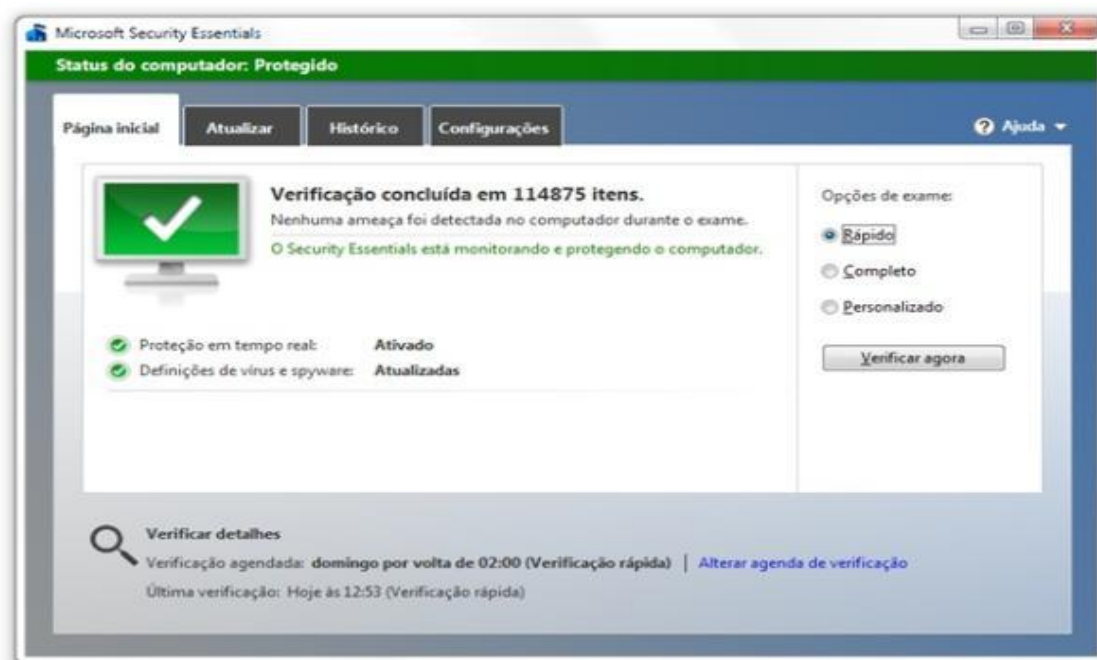 Microsoft Security Essentials
Status do computador: Protegido
Página inicial Atualizar Histórico Configurações Ajuda
Verificação concluída em 114875 itens.
Nenhuma ameaça foi detectada no computador durante o exame.
O Security Essentials está monitorando e protegendo o computador.
Proteção em tempo real: Ativado
Definições de vírus e spyware: Atualizadas
Opções de exame:
Rápido
Completo
Personalizado
Verificar agora
Verificar detalhes
Verificação agendada: domingo por volta de 02:00 (Verificação rápida) | Alterar agenda de verificação
Última verificação: Hoje às 12:53 (Verificação rápida)